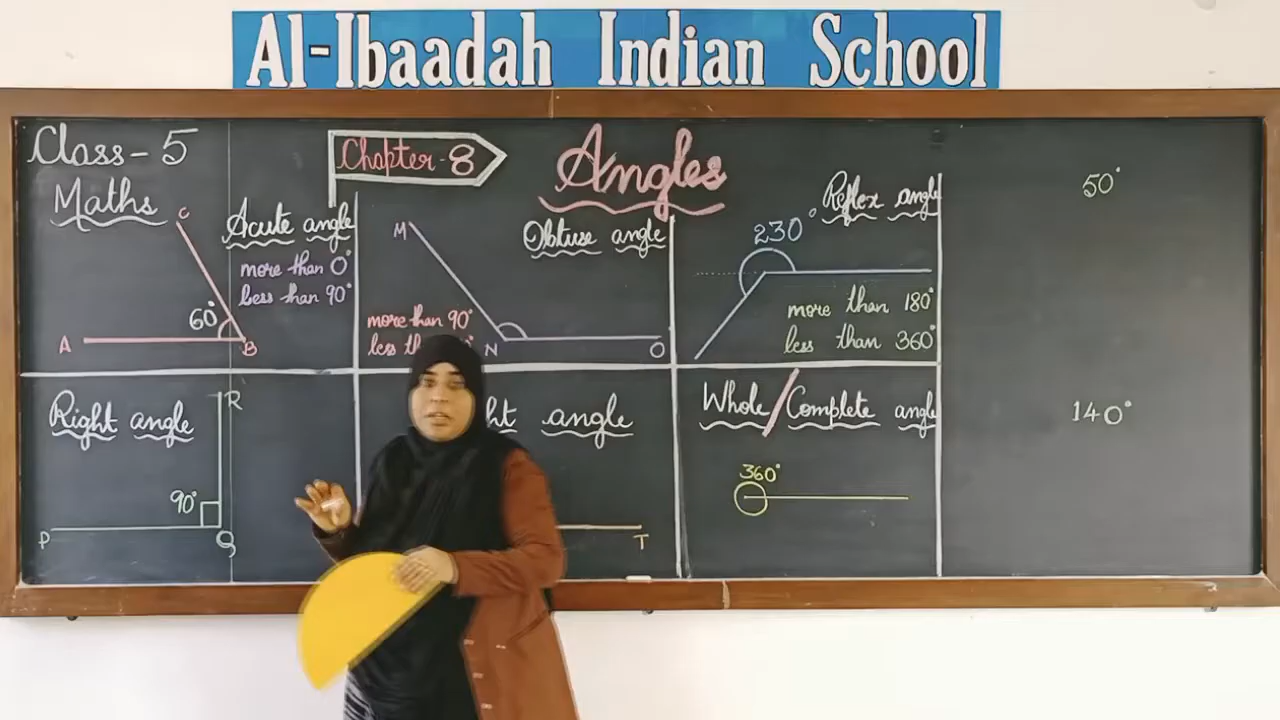 Al-Ibaadah Indian School
Class-5
Maths
Chapter-8
Angles
C
Acute angle
more than 0°
less than 90°
60°
A
B
M
Obtuse angle
more than 90°
less
N
O
Reflex angle
230°
more than 180°
less than 360°
50°
Right angle
R
90°
P
Q
angle
T
Whole/Complete angle
360°
140°